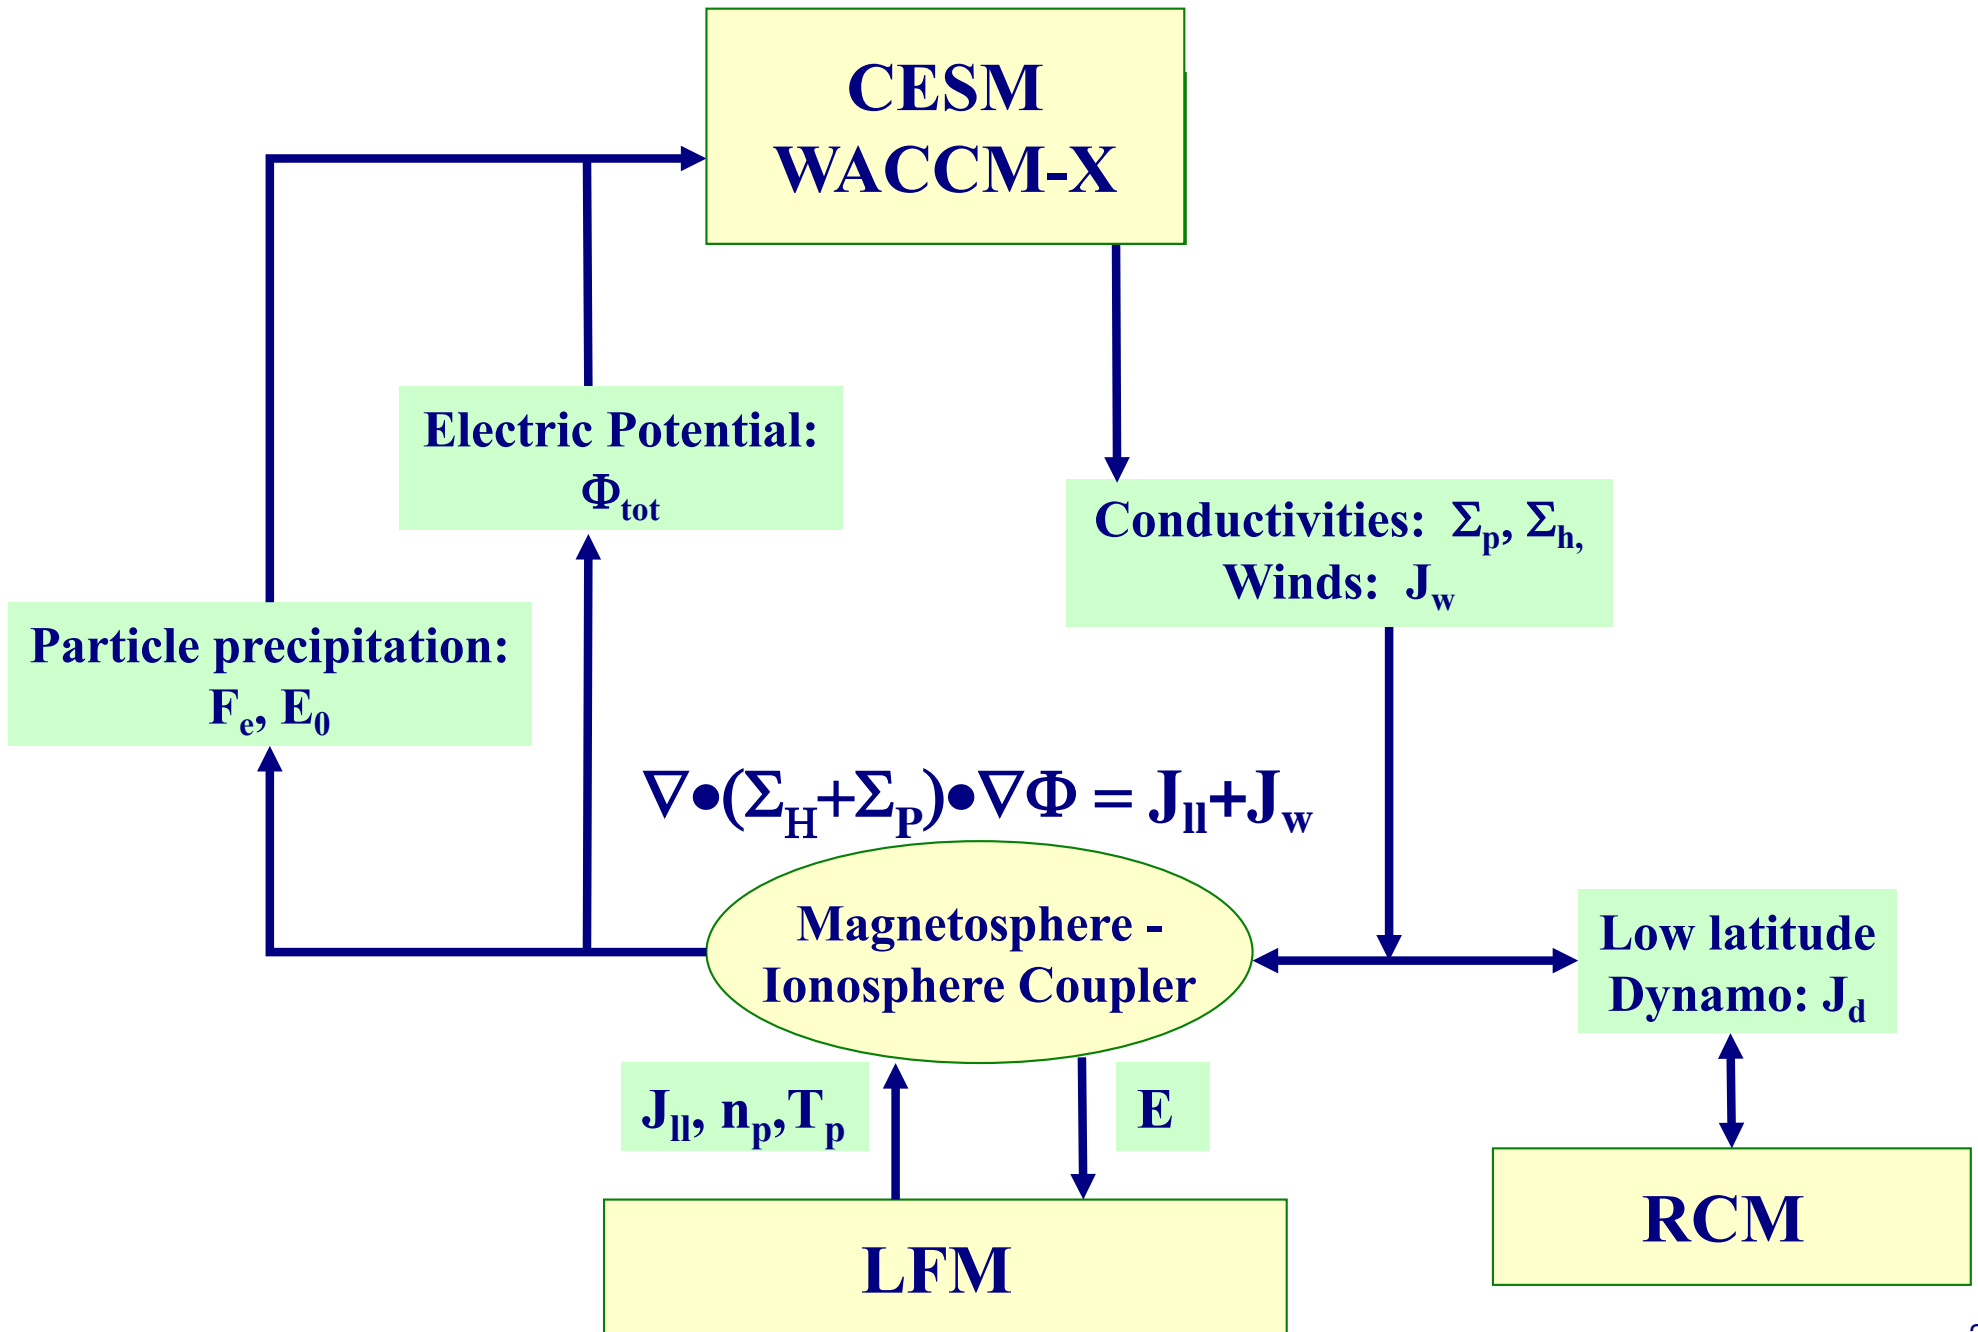 CESM
WACCM-X
Electric Potential:
Φtot
Conductivities: Σp, Σh,
Winds: Jw
Particle precipitation:
Fe, E0
∇•(ΣH+ΣP)•∇Φ = Jll+Jw
Magnetosphere -
Ionosphere Coupler
Low latitude
Dynamo: Jd
Jll, np,Tp
E
LFM
RCM